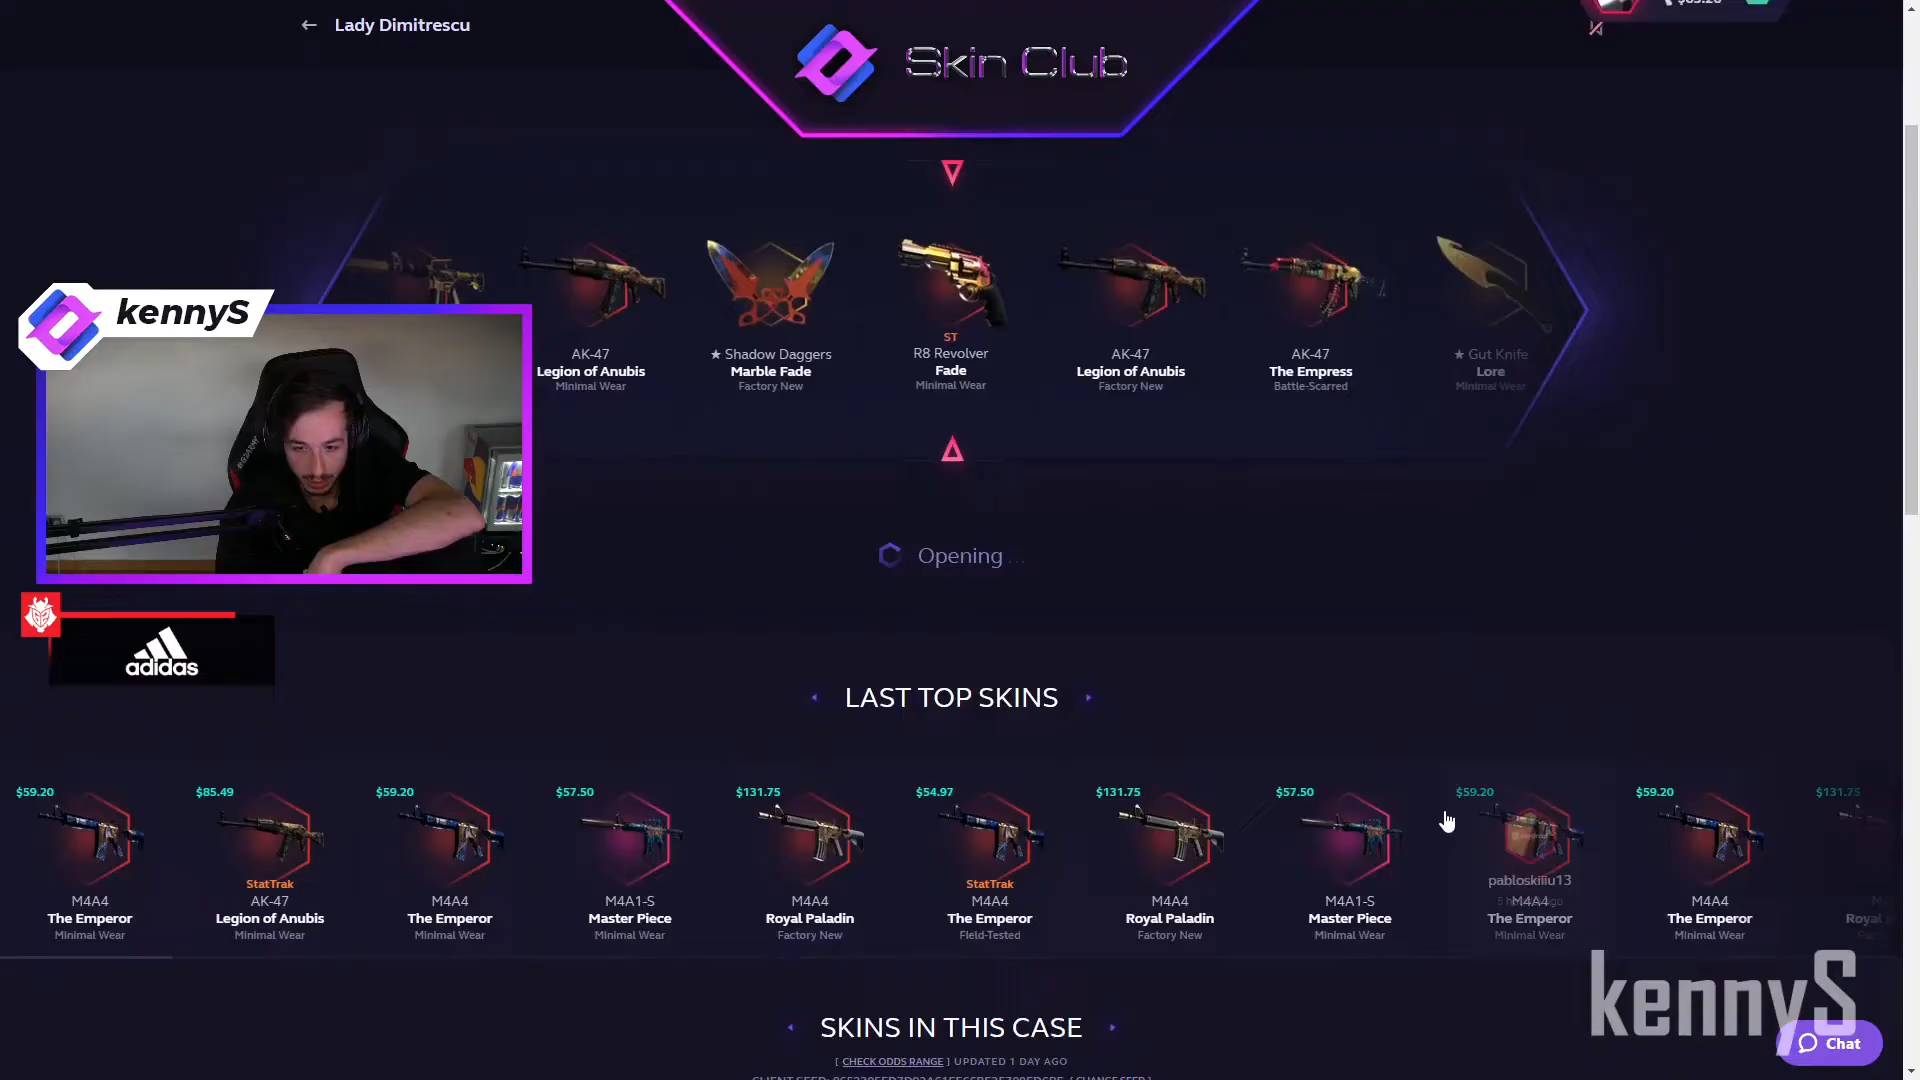 Lady Dimitrescu
Skin Club
kennyS
AK-47
Legion of Anubis
Minimal Wear
★ Shadow Daggers
Marble Fade
Factory New
ST
R8 Revolver
Fade
Minimal Wear
AK-47
Legion of Anubis
Factory New
AK-47
The Empress
Battle-Scarred
★ Gut Knife
Lore
Minimal Wear
Opening ...
adidas
LAST TOP SKINS
$59.20
M4A4
The Emperor
Minimal Wear
$85.49
StatTrak
AK-47
Legion of Anubis
Minimal Wear
$59.20
M4A4
The Emperor
Minimal Wear
$57.50
M4A1-S
Master Piece
Minimal Wear
$131.75
M4A4
Royal Paladin
Factory New
$54.97
StatTrak
M4A4
The Emperor
Field-Tested
$131.75
M4A4
Royal Paladin
Factory New
$57.50
M4A1-S
Master Piece
Minimal Wear
$59.20
pabloskiiiu13
M4A4
The Emperor
Minimal Wear
$59.20
M4A4
The Emperor
Minimal Wear
$131.75
Royal
kennyS
Chat
SKINS IN THIS CASE
[ CHECK ODDS RANGE ] UPDATED 1 DAY AGO